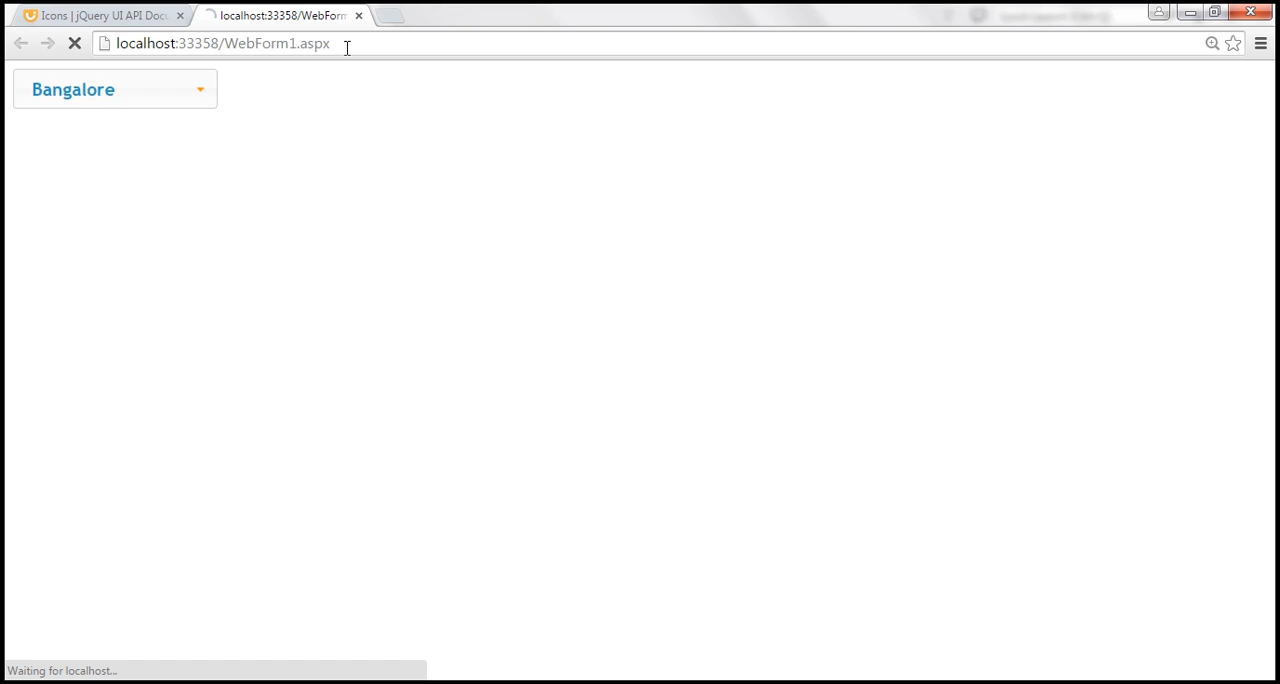 Icons | jQuery UI API Docu
localhost:33358/WebForm
localhost:33358/WebForm1.aspx
Bangalore
Waiting for localhost...